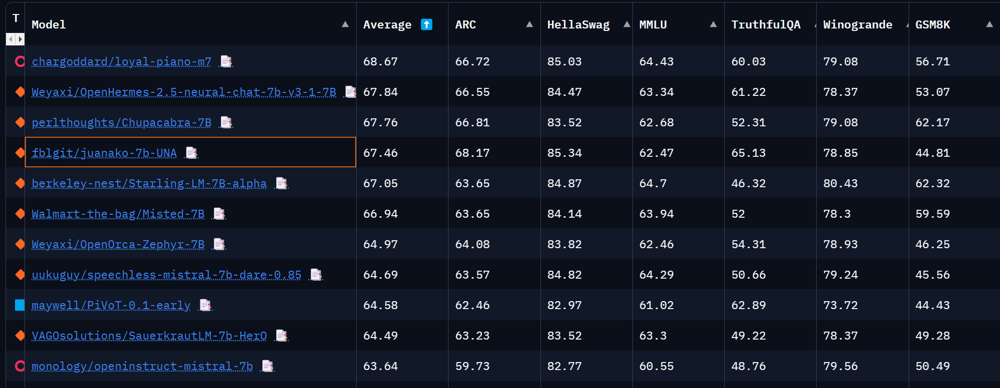 T Model Average ARC HellaSwag MMLU TruthfulQA Winogrande GSM8K
chargoddard/loyal-piano-m7 68.67 66.72 85.03 64.43 60.03 79.08 56.71
Weyaxi/OpenHermes-2.5-neural-chat-7b-v3-1-7B 67.84 66.55 84.47 63.34 61.22 78.37 53.07
perlthoughts/Chupacabra-7B 67.76 66.81 83.52 62.68 52.31 79.08 62.17
fblgit/juanako-7b-UNA 67.46 68.17 85.34 62.47 65.13 78.85 44.81
berkeley-nest/Starling-LM-7B-alpha 67.05 63.65 84.87 64.7 46.32 80.43 62.32
Walmart-the-bag/Misted-7B 66.94 63.65 84.14 63.94 52 78.3 59.59
Weyaxi/OpenOrca-Zephyr-7B 64.97 64.08 83.82 62.46 54.31 78.93 46.25
uukuguy/speechless-mistral-7b-dare-0.85 64.69 63.57 84.82 64.29 50.66 79.24 45.56
maywell/PiVoT-0.1-early 64.58 62.46 82.97 61.02 62.89 73.72 44.43
VAGOsolutions/SauerkrautLM-7b-HerO 64.49 63.23 83.52 63.3 49.22 78.37 49.28
monology/openinstruct-mistral-7b 63.64 59.73 82.77 60.55 48.76 79.56 50.49